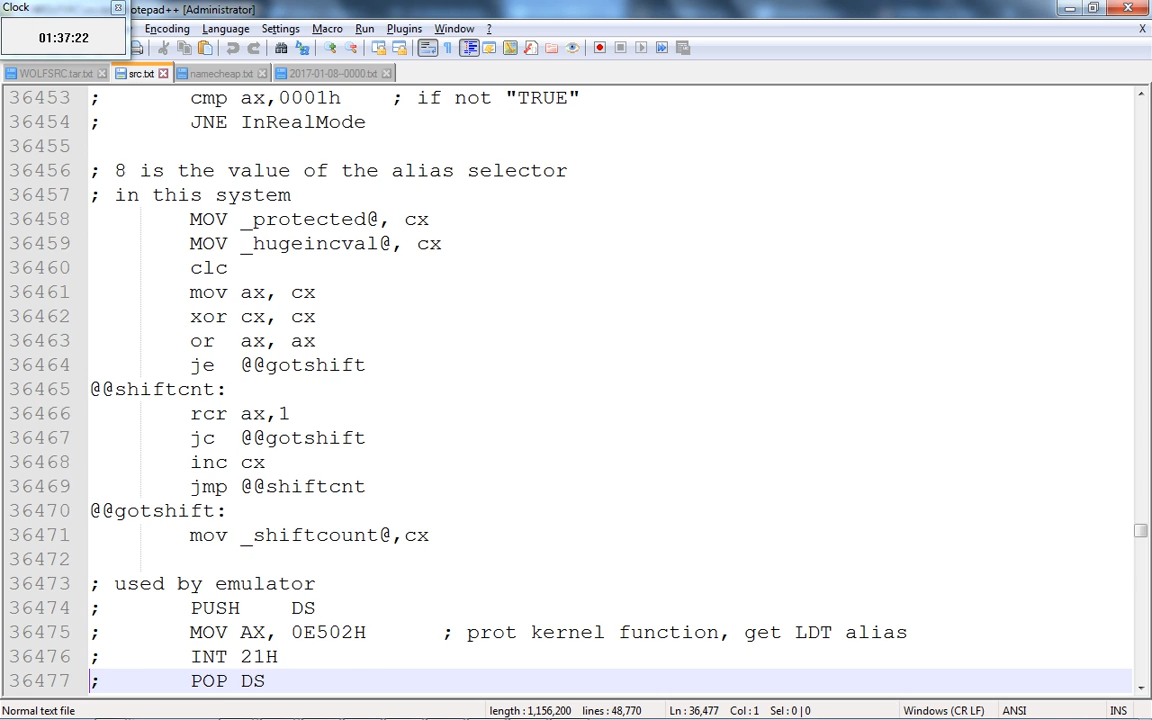 Clock
01:37:22
otepad++ [Administrator]
Encoding Language Settings Macro Run Plugins Window ? X
WOLFSRC.tar.txt src.txt namecheap.txt 2017-01-08--0000.txt
36453 ; cmp ax,0001h ; if not "TRUE"
36454 ; JNE InRealMode
36455
36456 ; 8 is the value of the alias selector
36457 ; in this system
36458 MOV _protected@, cx
36459 MOV _hugeincval@, cx
36460 clc
36461 mov ax, cx
36462 xor cx, cx
36463 or ax, ax
36464 je @@gotshift
36465 @@shiftcnt:
36466 rcr ax,1
36467 jc @@gotshift
36468 inc cx
36469 jmp @@shiftcnt
36470 @@gotshift:
36471 mov _shiftcount@,cx
36472
36473 ; used by emulator
36474 ; PUSH DS
36475 ; MOV AX, 0E502H ; prot kernel function, get LDT alias
36476 ; INT 21H
36477 ; POP DS
Normal text file length : 1,156,200 lines : 48,770 Ln : 36,477 Col : 1 Sel : 0 | 0 Windows (CR LF) ANSI INS